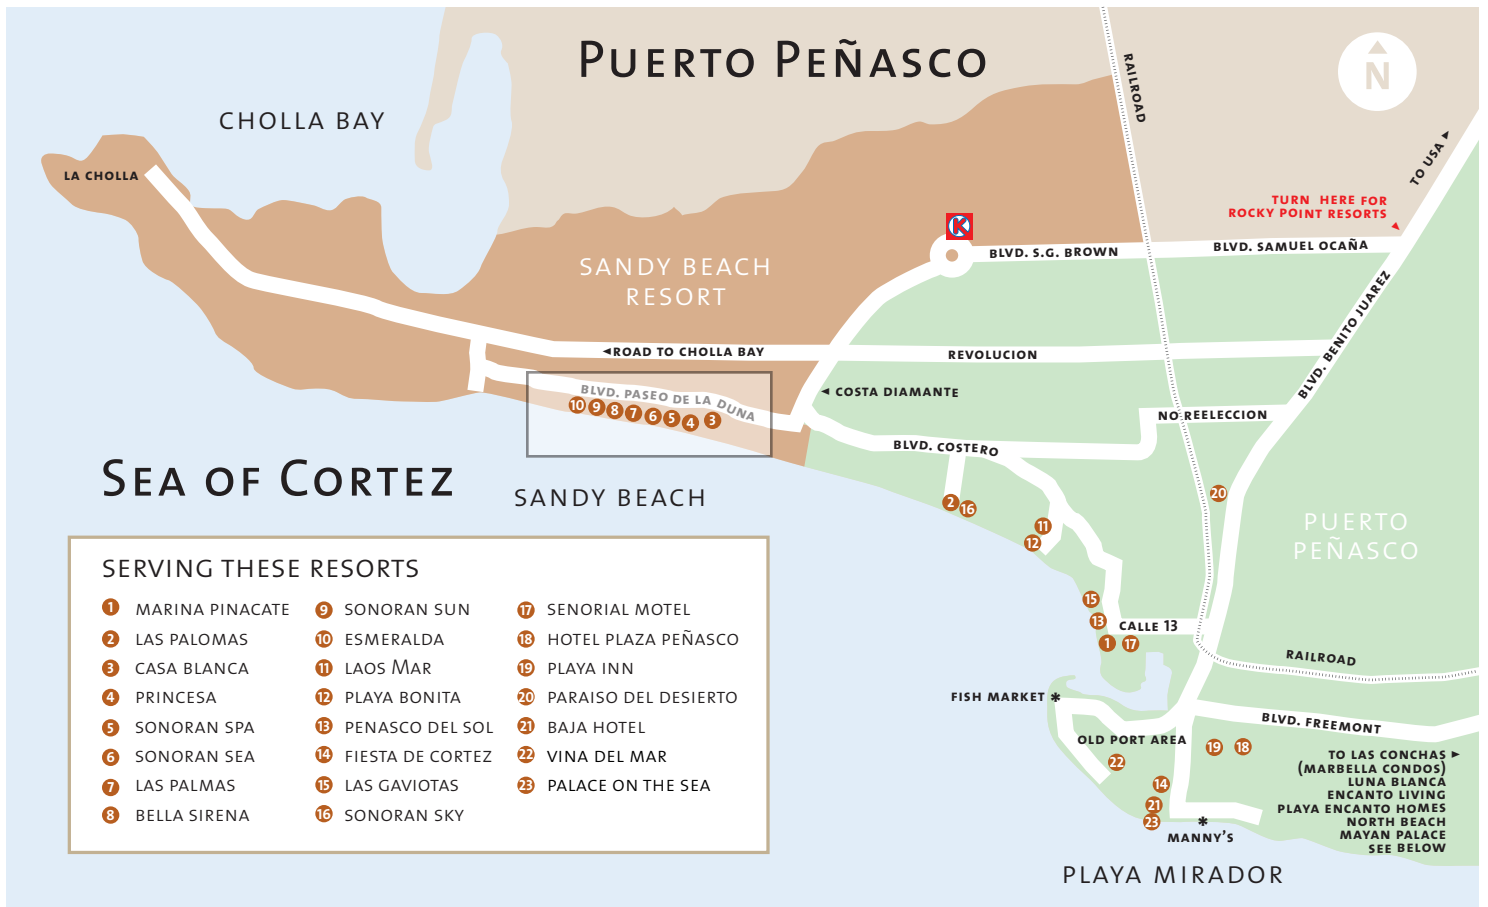 PUERTO PEÑASCO
N
RAILROAD
CHOLLA BAY
TO USA
LA CHOLLA
TURN HERE FOR
ROCKY POINT RESORTS
K
BLVD. S.G. BROWN
BLVD. SAMUEL OCAÑA
SANDY BEACH
RESORT
BLVD. BENITO JUAREZ
ROAD TO CHOLLA BAY
REVOLUCION
BLVD. PASEO DE LA DUNA
COSTA DIAMANTE
10 9 8 7 6 5 4 3
NO REELECCION
BLVD. COSTERO
SEA OF CORTEZ
SANDY BEACH
2
16
20
11
12
PUERTO
PEÑASCO
15
13
CALLE 13
1
17
RAILROAD
FISH MARKET *
BLVD. FREEMONT
OLD PORT AREA
19
18
22
14
21
23
*
MANNY'S
TO LAS CONCHAS
(MARBELLA CONDOS)
LUNA BLANCA
ENCANTO LIVING
PLAYA ENCANTO HOMES
NORTH BEACH
MAYAN PALACE
SEE BELOW
PLAYA MIRADOR
SERVING THESE RESORTS
1 MARINA PINACATE
2 LAS PALOMAS
3 CASA BLANCA
4 PRINCESA
5 SONORAN SPA
6 SONORAN SEA
7 LAS PALMAS
8 BELLA SIRENA
9 SONORAN SUN
10 ESMERALDA
11 LAOS MAR
12 PLAYA BONITA
13 PENASCO DEL SOL
14 FIESTA DE CORTEZ
15 LAS GAVIOTAS
16 SONORAN SKY
17 SENORIAL MOTEL
18 HOTEL PLAZA PEÑASCO
19 PLAYA INN
20 PARAISO DEL DESIERTO
21 BAJA HOTEL
22 VINA DEL MAR
23 PALACE ON THE SEA